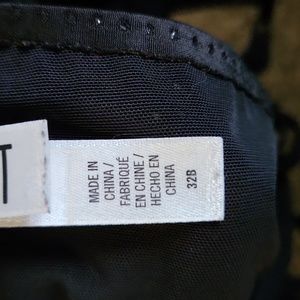 T
MADE IN
CHINA /
FABRIQUÉ
EN CHINE /
HECHO EN
CHINA
32B